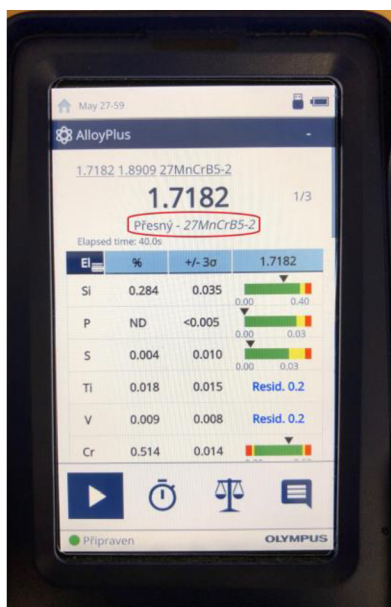 May 27-59
AlloyPlus -
1.7182 1.8909 27MnCrB5-2
1.7182 1/3
Přesný - 27MnCrB5-2
Elapsed time: 40.0s
El % +/- 3σ 1.7182
Si 0.284 0.035 0.00 0.40
P ND <0.005 0.00 0.03
S 0.004 0.010 0.00 0.03
Ti 0.018 0.015 Resid. 0.2
V 0.009 0.008 Resid. 0.2
Cr 0.514 0.014
Připraven OLYMPUS